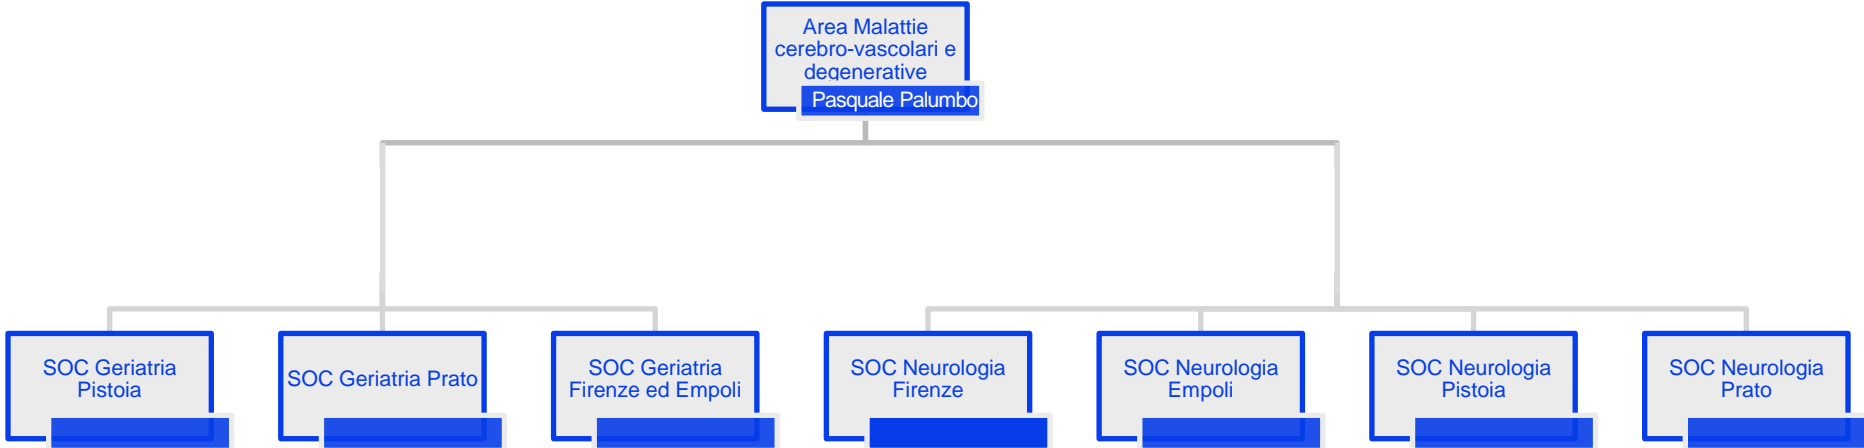 Area Malattie
cerebro-vascolari e
degenerative
Pasquale Palumbo
SOC Geriatria
Pistoia
SOC Geriatria Prato
SOC Geriatria
Firenze ed Empoli
SOC Neurologia
Firenze
SOC Neurologia
Empoli
SOC Neurologia
Pistoia
SOC Neurologia
Prato